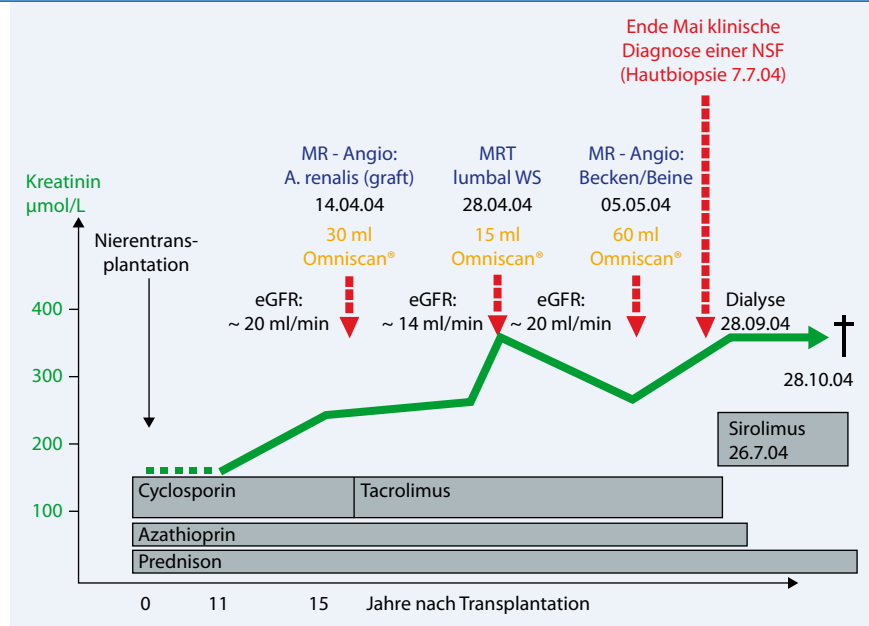 Ende Mai klinische
Diagnose einer NSF
(Hautbiopsie 7.7.04)
MR - Angio:
A. renalis (graft)
14.04.04
30 ml
Omniscan®
MRT
lumbal WS
28.04.04
15 ml
Omniscan®
MR - Angio:
Becken/Beine
05.05.04
60 ml
Omniscan®
Kreatinin
µmol/L
Nierentrans-
plantation
eGFR:
~ 20 ml/min
eGFR:
~ 14 ml/min
eGFR:
~ 20 ml/min
Dialyse
28.09.04
28.10.04
400
300
200
100
Sirolimus
26.7.04
Cyclosporin
Tacrolimus
Azathioprin
Prednison
0 11 15 Jahre nach Transplantation